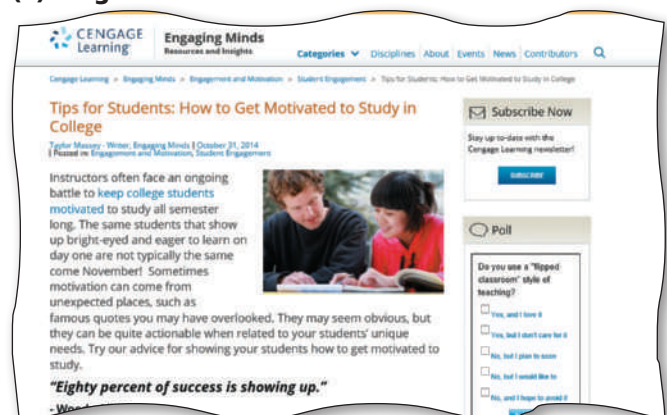 CENGAGE
Learning
Engaging Minds
Resources and Insights
Categories Disciplines About Events News Contributors
Cengage Learning > Engaging Minds > Engagement and Motivation > Student Engagement > Tips for Students: How to Get Motivated to Study in College
Tips for Students: How to Get Motivated to Study in
College
Taylor Massey - Writer, Engaging Minds | October 31, 2014
| Posted in Engagement and Motivation, Student Engagement
Instructors often face an ongoing
battle to keep college students
motivated to study all semester
long. The same students that show
up bright-eyed and eager to learn on
day one are not typically the same
come November! Sometimes
motivation can come from
unexpected places, such as
famous quotes you may have overlooked. They may seem obvious, but
they can be quite actionable when related to your students' unique
needs. Try our advice for showing your students how to get motivated to
study.
"Eighty percent of success is showing up."
Subscribe Now
Stay up-to-date with the
Cengage Learning newsletter!
SUBSCRIBE
Poll
Do you use a "flipped
classroom" style of
teaching?
Yes, and I love it
Yes, but I don't care for it
No, but I plan to soon
No, but I would like to
No, and I hope to avoid it